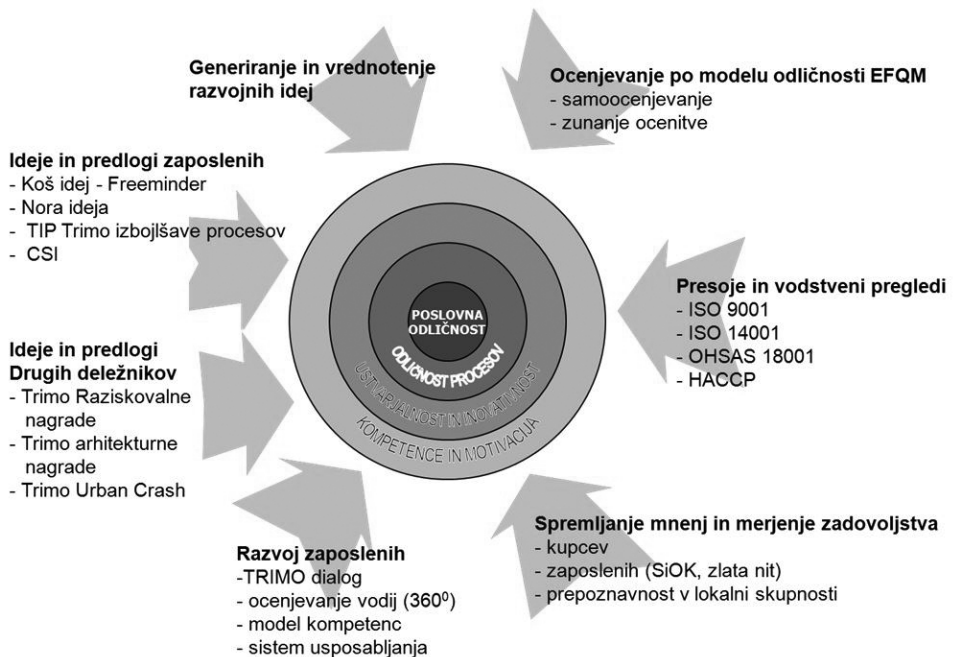 Generiranje in vrednotenje
razvojnih idej
Ocenjevanje po modelu odličnosti EFQM
- samoocenjevanje
- zunanje ocenitve
Ideje in predlogi zaposlenih
- Koš idej - Freeminder
- Nora ideja
- TIP Trimo izbojlšave procesov
- CSI
Presoje in vodstveni pregledi
- ISO 9001
- ISO 14001
- OHSAS 18001
- HACCP
POSLOVNA
ODLIČNOST
ODLIČNOST PROCESOV
USTVARJALNOST IN INOVATIVNOST
KOMPETENCE IN MOTIVACIJA
Ideje in predlogi
Drugih deležnikov
- Trimo Raziskovalne
nagrade
- Trimo arhitekturne
nagrade
- Trimo Urban Crash
Spremljanje mnenj in merjenje zadovoljstva
- kupcev
- zaposlenih (SiOK, zlata nit)
- prepoznavnost v lokalni skupnosti
Razvoj zaposlenih
-TRIMO dialog
- ocenjevanje vodij (360⁰)
- model kompetenc
- sistem usposabljanja